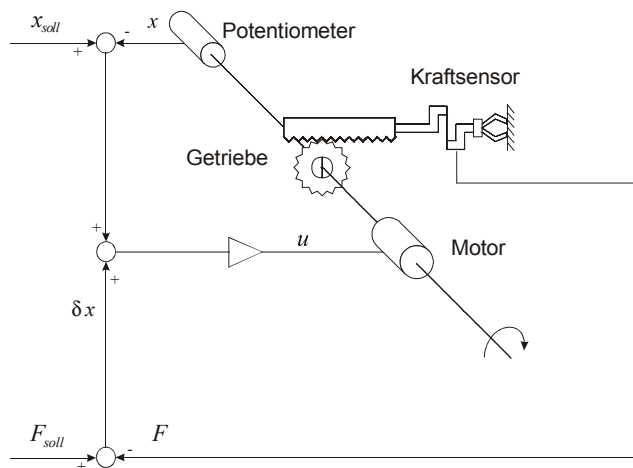 x_soll
x
Potentiometer
+
-
Kraftsensor
Getriebe
+
+
u
Motor
δx
F_soll
F
+
-